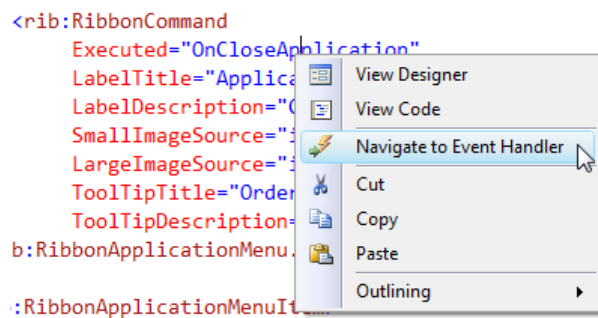 <rib:RibbonCommand
Executed="OnCloseApplication"
LabelTitle="Applica
LabelDescription="
SmallImageSource="i
LargeImageSource="i
ToolTipTitle="Order
ToolTipDescription=
b:RibbonApplicationMenu.
:RibbonApplicationMenuIt
View Designer
View Code
Navigate to Event Handler
Cut
Copy
Paste
Outlining